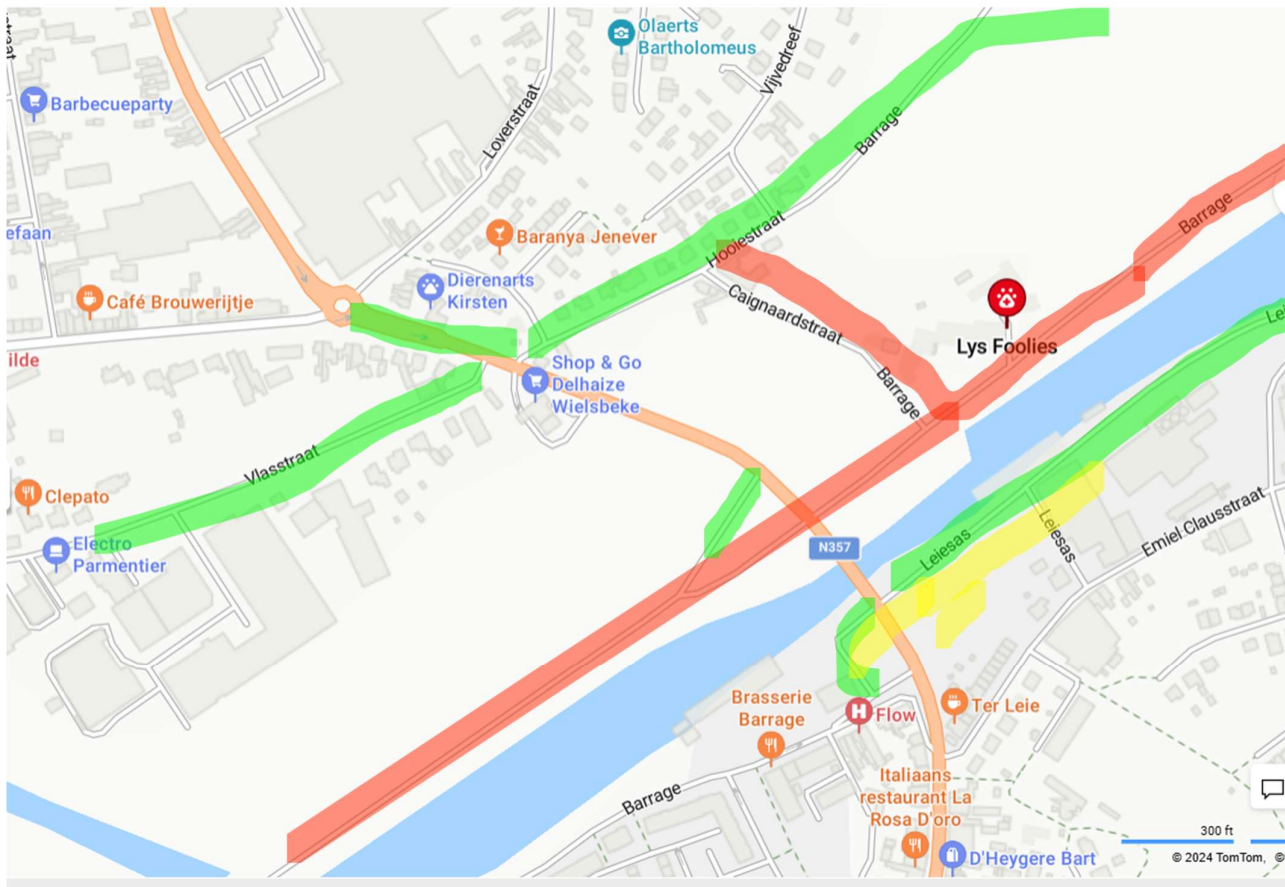 straat
Olaerts
Bartholomeus
Vijvedreef
Barbecueparty
Loverstraat
Barrage
Barrage
efaan
Baranya Jenever
Hooiestraat
Dierenarts
Kirsten
Café Brouwerijtje
Caignaardstraat
Lei
ilde
Lys Foolies
Shop & Go
Delhaize
Wielsbeke
Barrage
Vlasstraat
Clepato
Leiesas
Emiel Clausstraat
Electro
Parmentier
N357
Leiesas
Brasserie
Barrage
Ter Leie
Flow
Italiaans
restaurant La
Rosa D'oro
Barrage
300 ft
D'Heygere Bart
© 2024 TomTom, ©